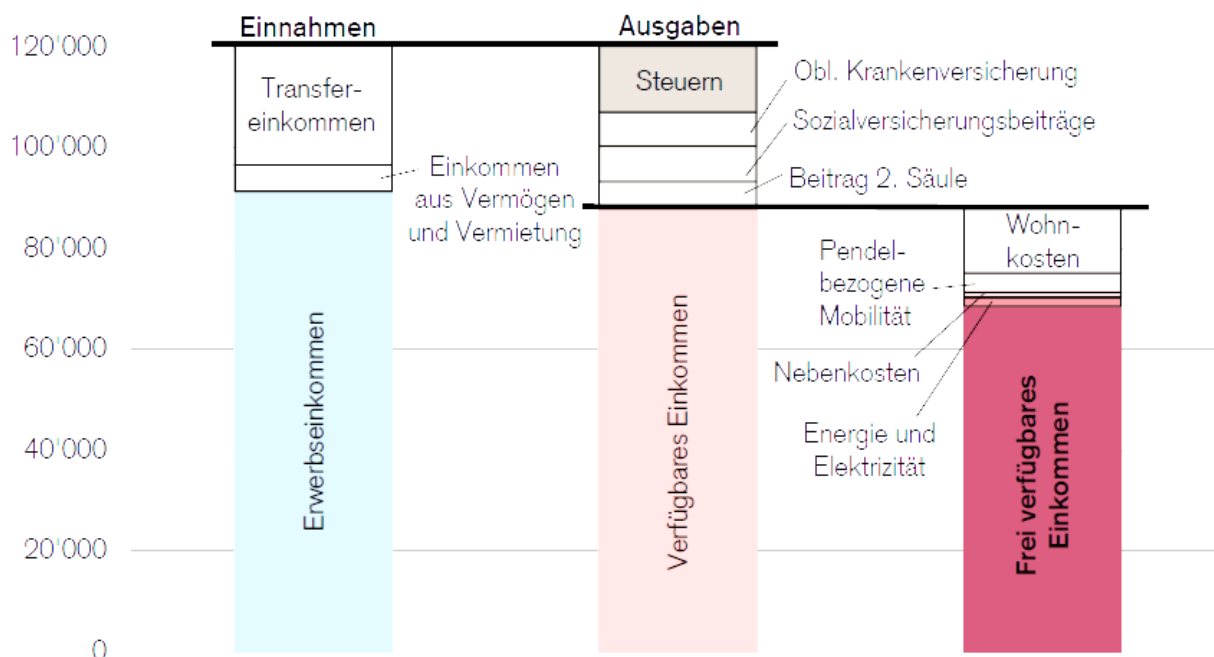 Einnahmen
Ausgaben
120'000
100'000
80'000
60'000
40'000
20'000
0
Transfer-
einkommen
Einkommen
aus Vermögen
und Vermietung
Erwerbseinkommen
Steuern
Obl. Krankenversicherung
Sozialversicherungsbeiträge
Beitrag 2. Säule
Verfügbares Einkommen
Wohn-
kosten
Pendel-
bezogene
Mobilität
Nebenkosten
Energie und
Elektrizität
Frei verfügbares
Einkommen